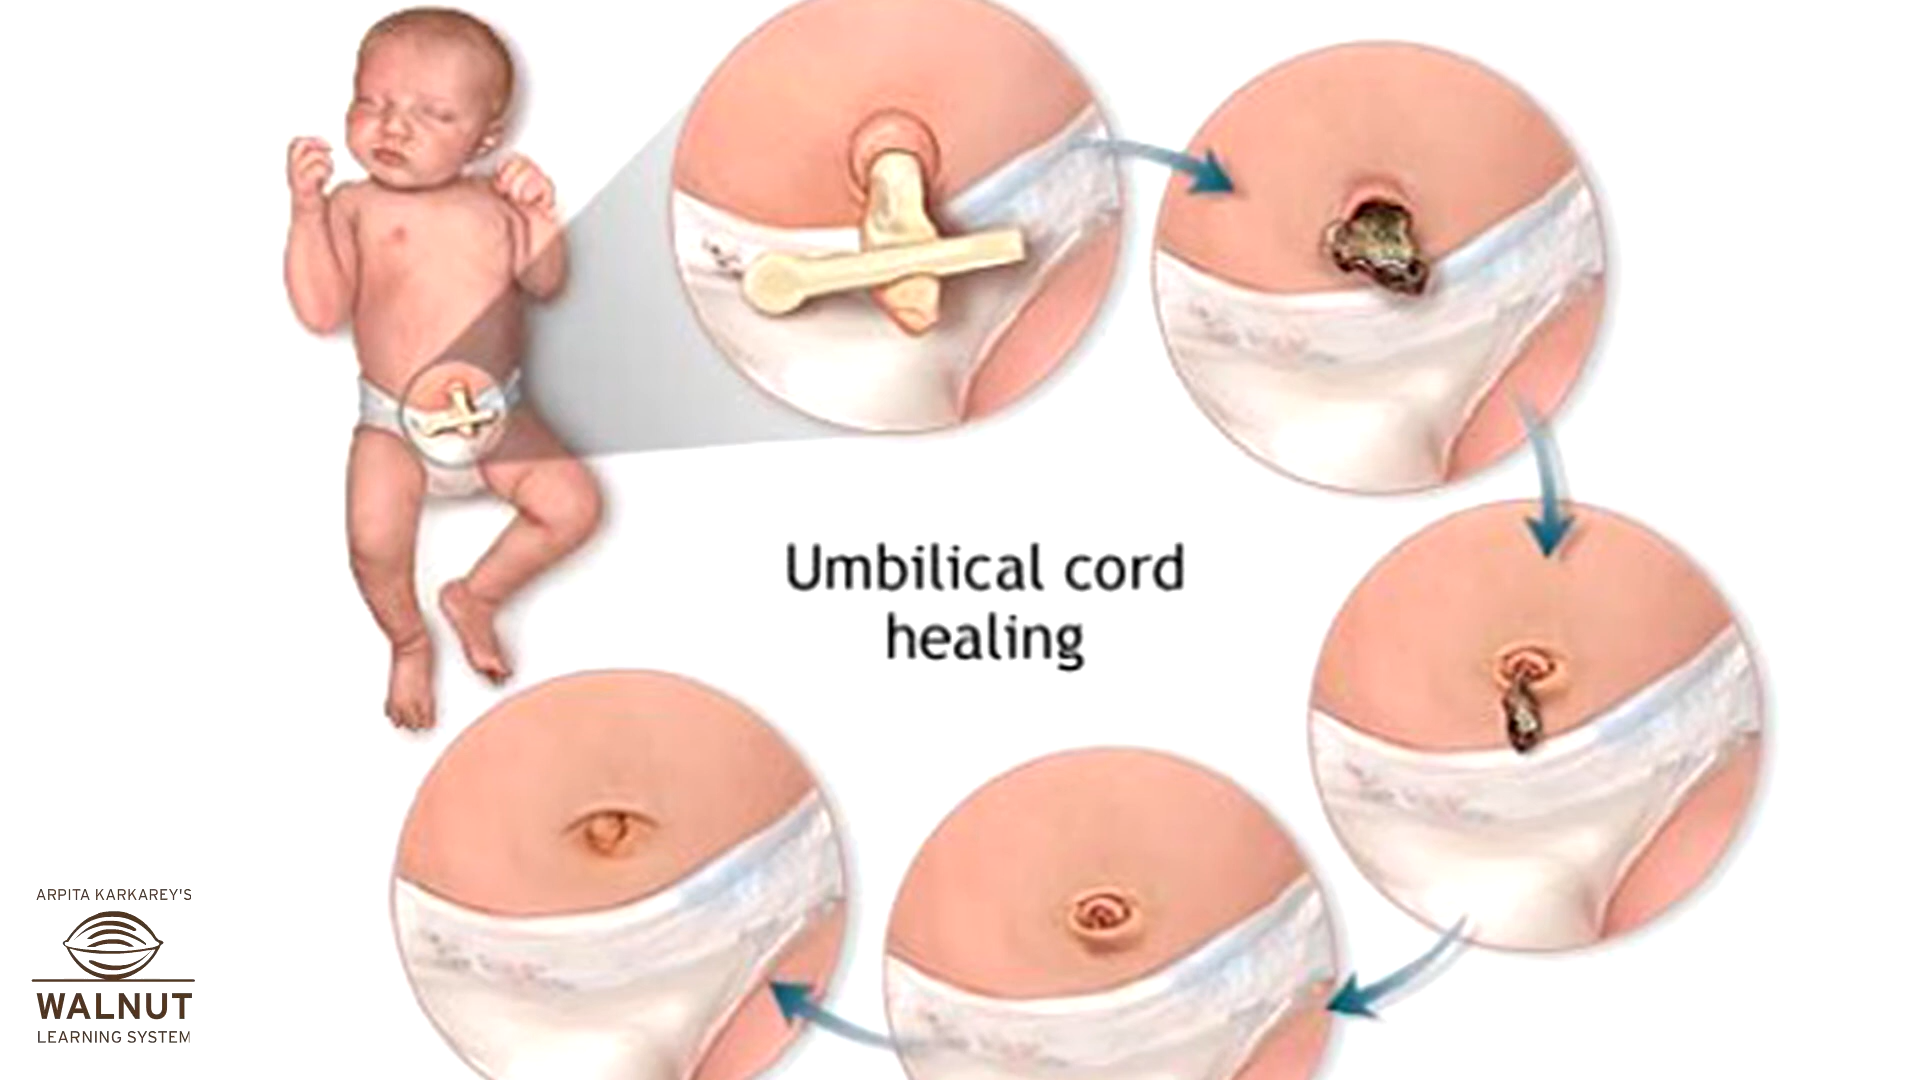 Umbilical cord
healing
ARPITA KARKAREY'S
WALNUT
LEARNING SYSTEM